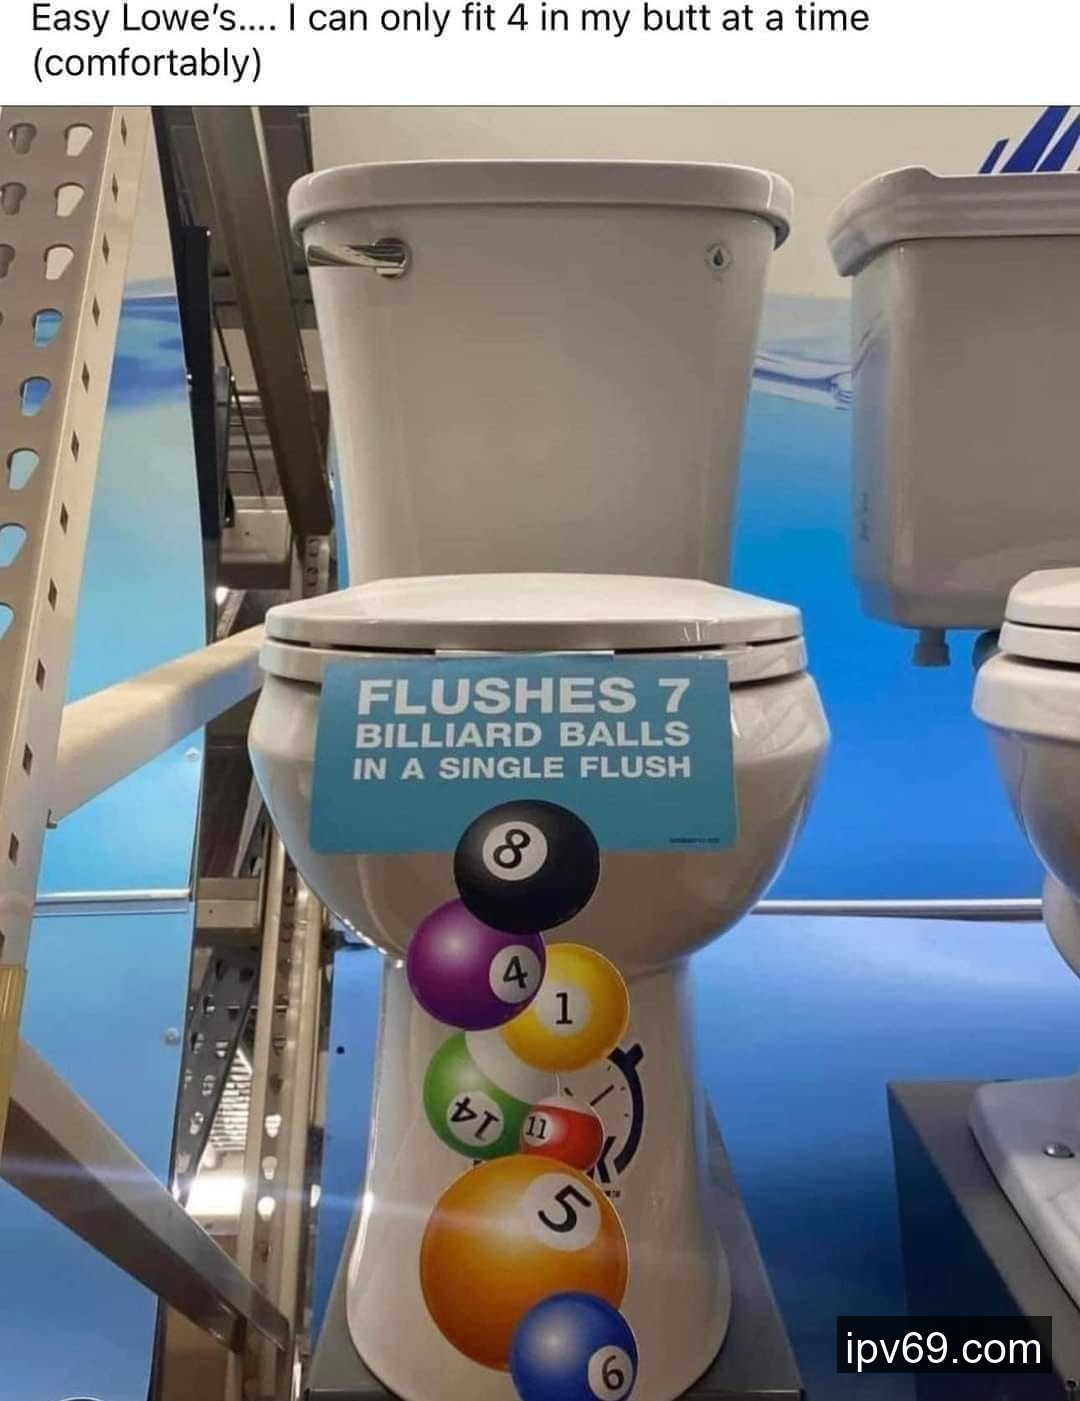 Easy Lowe's.... I can only fit 4 in my butt at a time
(comfortably)
FLUSHES 7
BILLIARD BALLS
IN A SINGLE FLUSH
8
4
1
14
11
5
6
ipv69.com